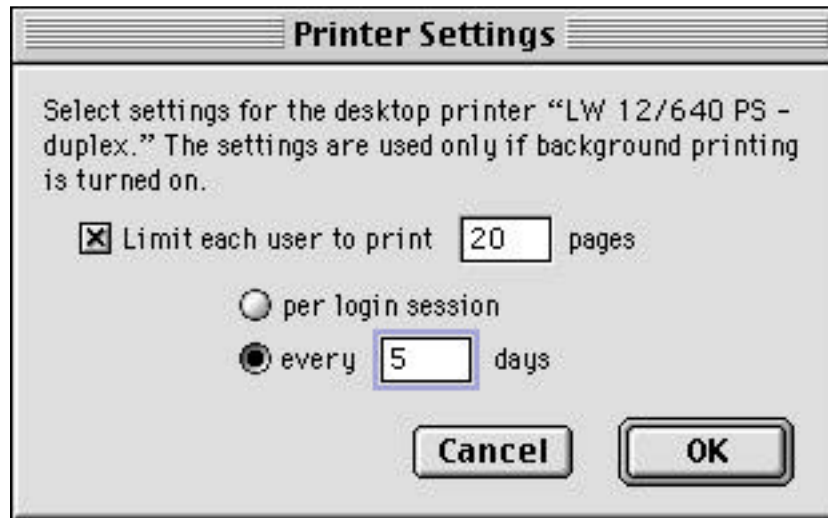 Printer Settings
Select settings for the desktop printer “LW 12/640 PS -
duplex.” The settings are used only if background printing
is turned on.
Limit each user to print 20 pages
per login session
every 5 days
Cancel OK